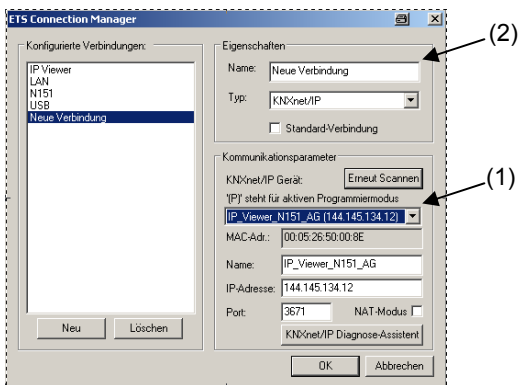 ETS Connection Manager
Konfigurierte Verbindungen:
IP Viewer
LAN
N151
USB
Neue Verbindung
Neu
Löschen
Eigenschaften
Name:
Neue Verbindung
Typ:
KNXnet/IP
Standard-Verbindung
(2)
Kommunikationsparameter
KNXnet/IP Gerät:
Erneut Scannen
'(P)' steht für aktiven Programmiermodus
(1)
IP_Viewer_N151_AG (144.145.134.12)
MAC-Adr.:
00:05:26:50:00:8E
Name:
IP_Viewer_N151_AG
IP-Adresse:
144.145.134.12
Port:
3671
NAT-Modus
KNXnet/IP Diagnose-Assistent
OK
Abbrechen